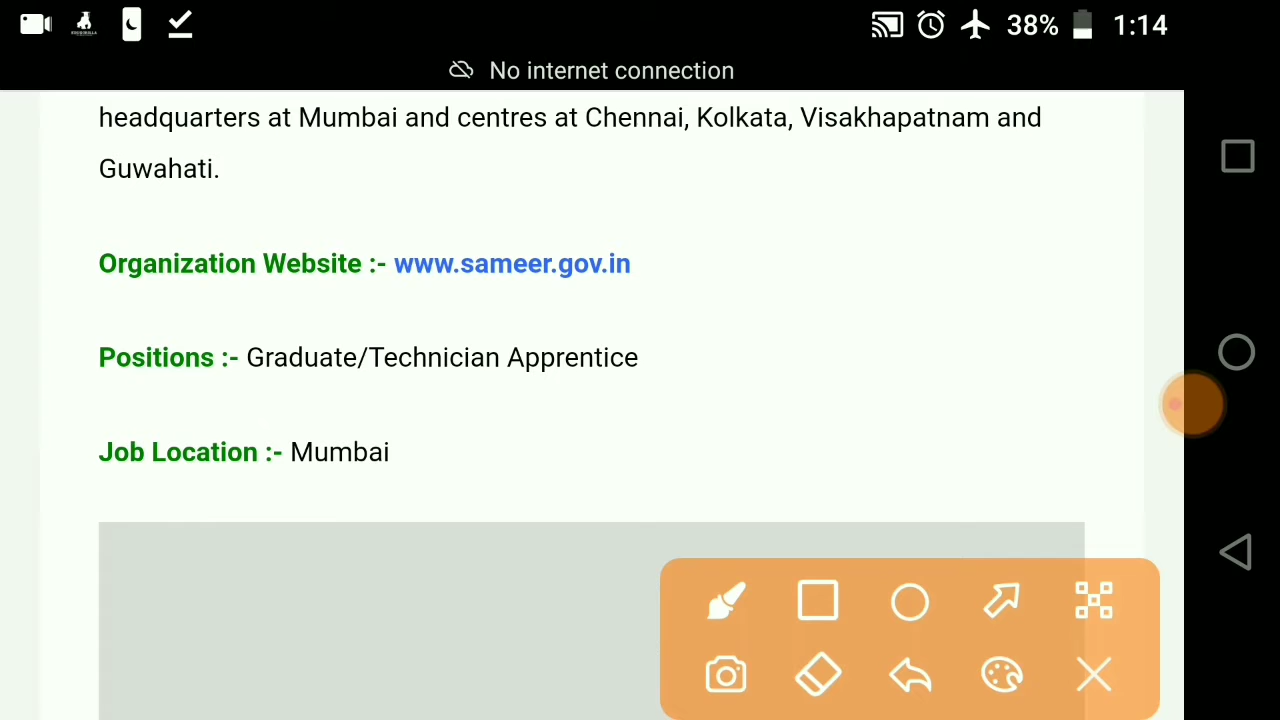 38% 1:14
No internet connection
headquarters at Mumbai and centres at Chennai, Kolkata, Visakhapatnam and
Guwahati.
Organization Website :- www.sameer.gov.in
Positions :- Graduate/Technician Apprentice
Job Location :- Mumbai